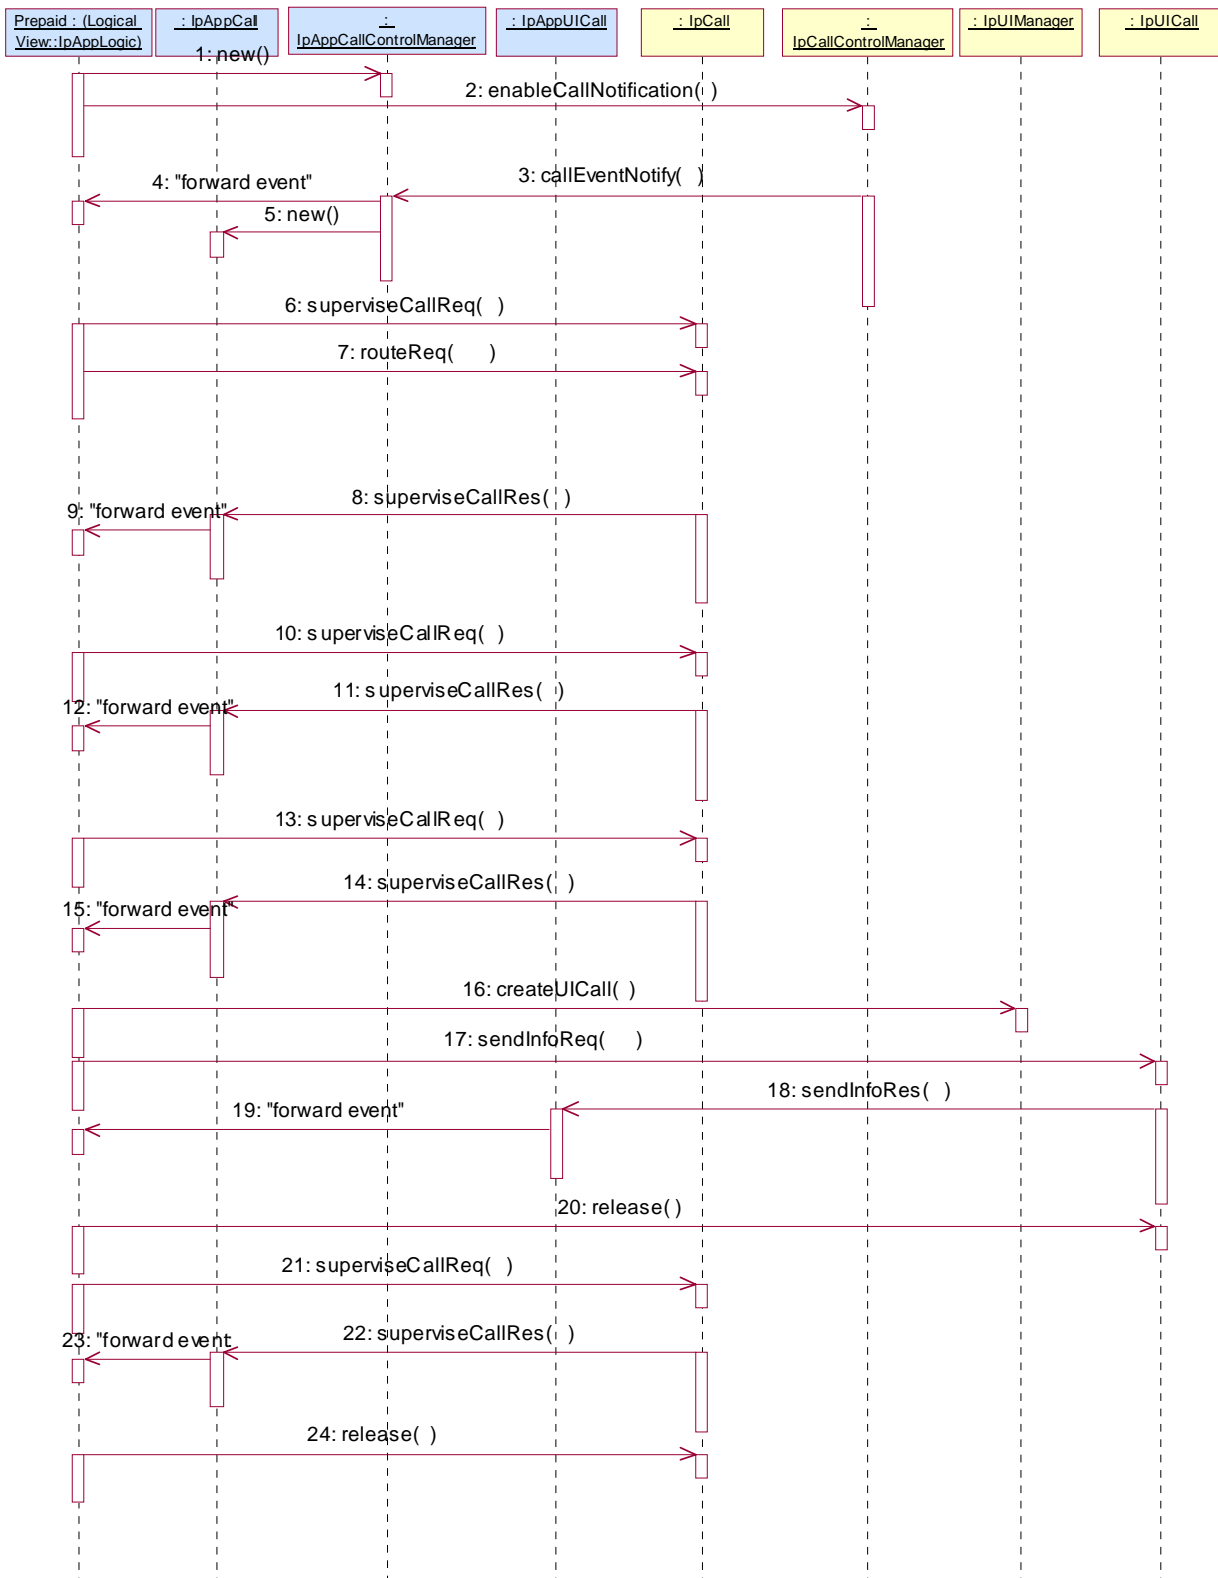 Prepaid : (Logical
View::IpAppLogic)
: IpAppCall
:
IpAppCallControlManager
: IpAppUICall
: IpCall
:
IpCallControlManager
: IpUIManager
: IpUICall
1: new()
2: enableCallNotification( )
3: callEventNotify( )
4: "forward event"
5: new()
6: superviseCallReq( )
7: routeReq( )
8: superviseCallRes( )
9: "forward event"
10: superviseCallReq( )
11: superviseCallRes( )
12: "forward event"
13: superviseCallReq( )
14: superviseCallRes( )
15: "forward event"
16: createUICall( )
17: sendInfoReq( )
18: sendInfoRes( )
19: "forward event"
20: release( )
21: superviseCallReq( )
22: superviseCallRes( )
23: "forward event
24: release( )